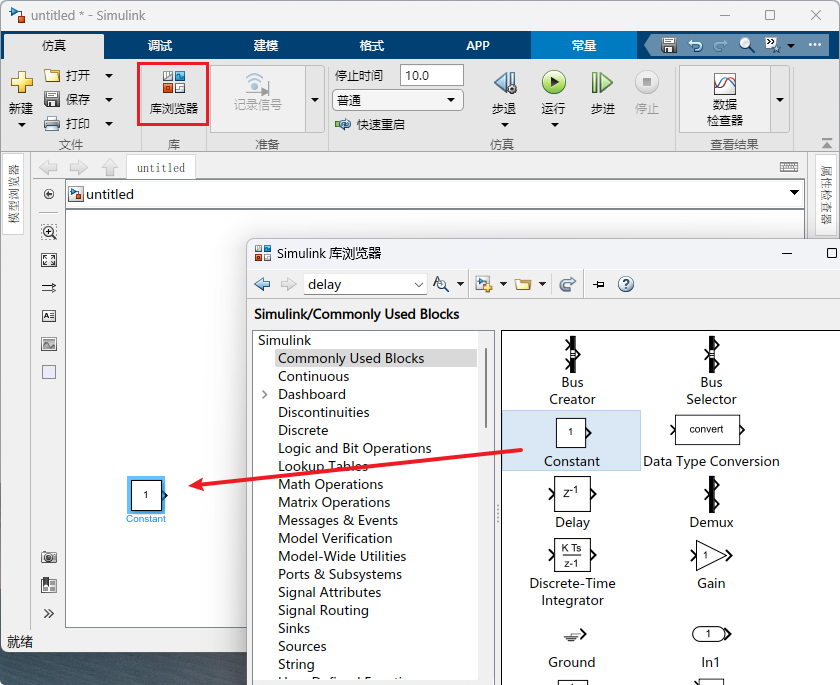 untitled * - Simulink
仿真 调试 建模 格式 APP 常量
新建
打开
保存
打印
文件
库浏览器
库
记录信号
准备
停止时间 10.0
普通
快速重启
步退
运行
步进
停止
仿真
数据
检查器
查看结果
模型浏览器
untitled
untitled
属性检查器
1
Constant
就绪
Simulink 库浏览器
delay
Simulink/Commonly Used Blocks
Simulink
Commonly Used Blocks
Continuous
Dashboard
Discontinuities
Discrete
Logic and Bit Operations
Lookup Tables
Math Operations
Matrix Operations
Messages & Events
Model Verification
Model-Wide Utilities
Ports & Subsystems
Signal Attributes
Signal Routing
Sinks
Sources
String
Bus
Creator
Bus
Selector
1
Constant
convert
Data Type Conversion
Z-1
Delay
Demux
K Ts
z-1
Discrete-Time
Integrator
1
Gain
Ground
1
In1